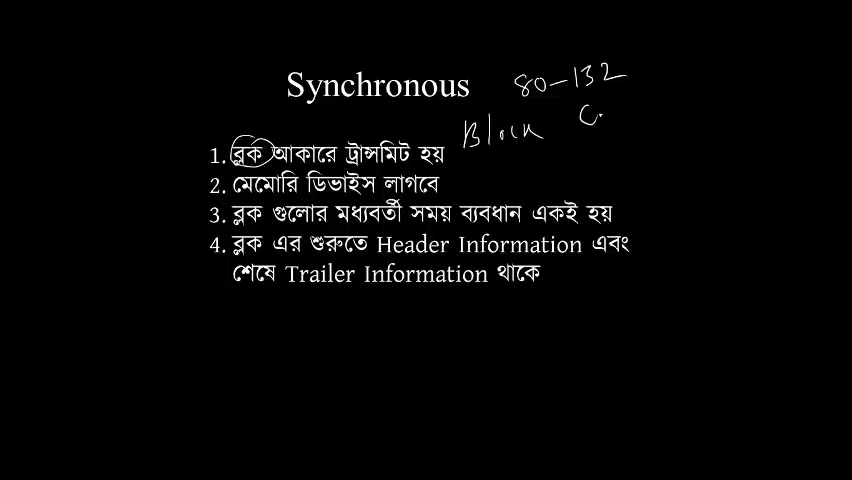 Synchronous
80-132
Block
C
1. ব্লক আকারে ট্রান্সমিট হয়
2. মেমোরি ডিভাইস লাগবে
3. ব্লক গুলোর মধ্যবর্তী সময় ব্যবধান একই হয়
4. ব্লক এর শুরুতে Header Information এবং
শেষে Trailer Information থাকে